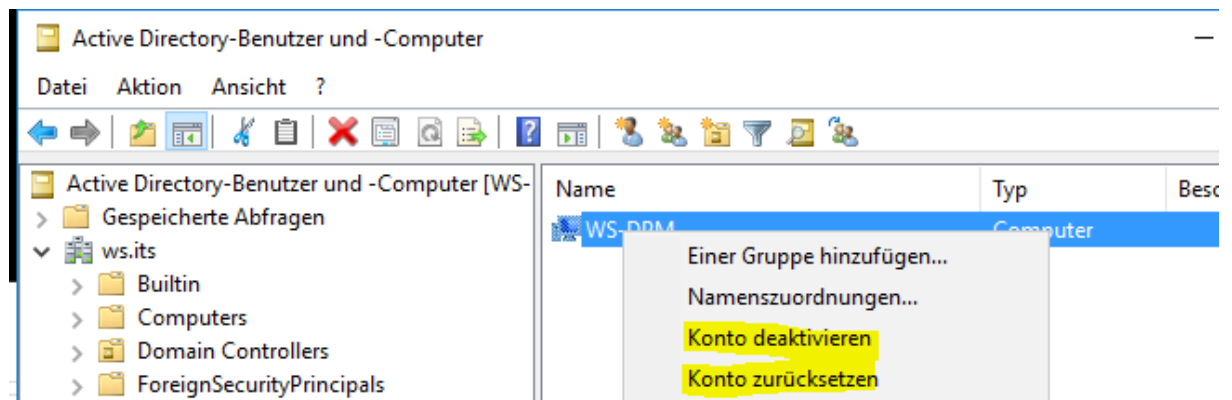 Active Directory-Benutzer und -Computer
Datei Aktion Ansicht ?
Active Directory-Benutzer und -Computer [WS-
Gespeicherte Abfragen
ws.its
Builtin
Computers
Domain Controllers
ForeignSecurityPrincipals
Name Typ Besc
WS-DPM Computer
Einer Gruppe hinzufügen...
Namenszuordnungen...
Konto deaktivieren
Konto zurücksetzen